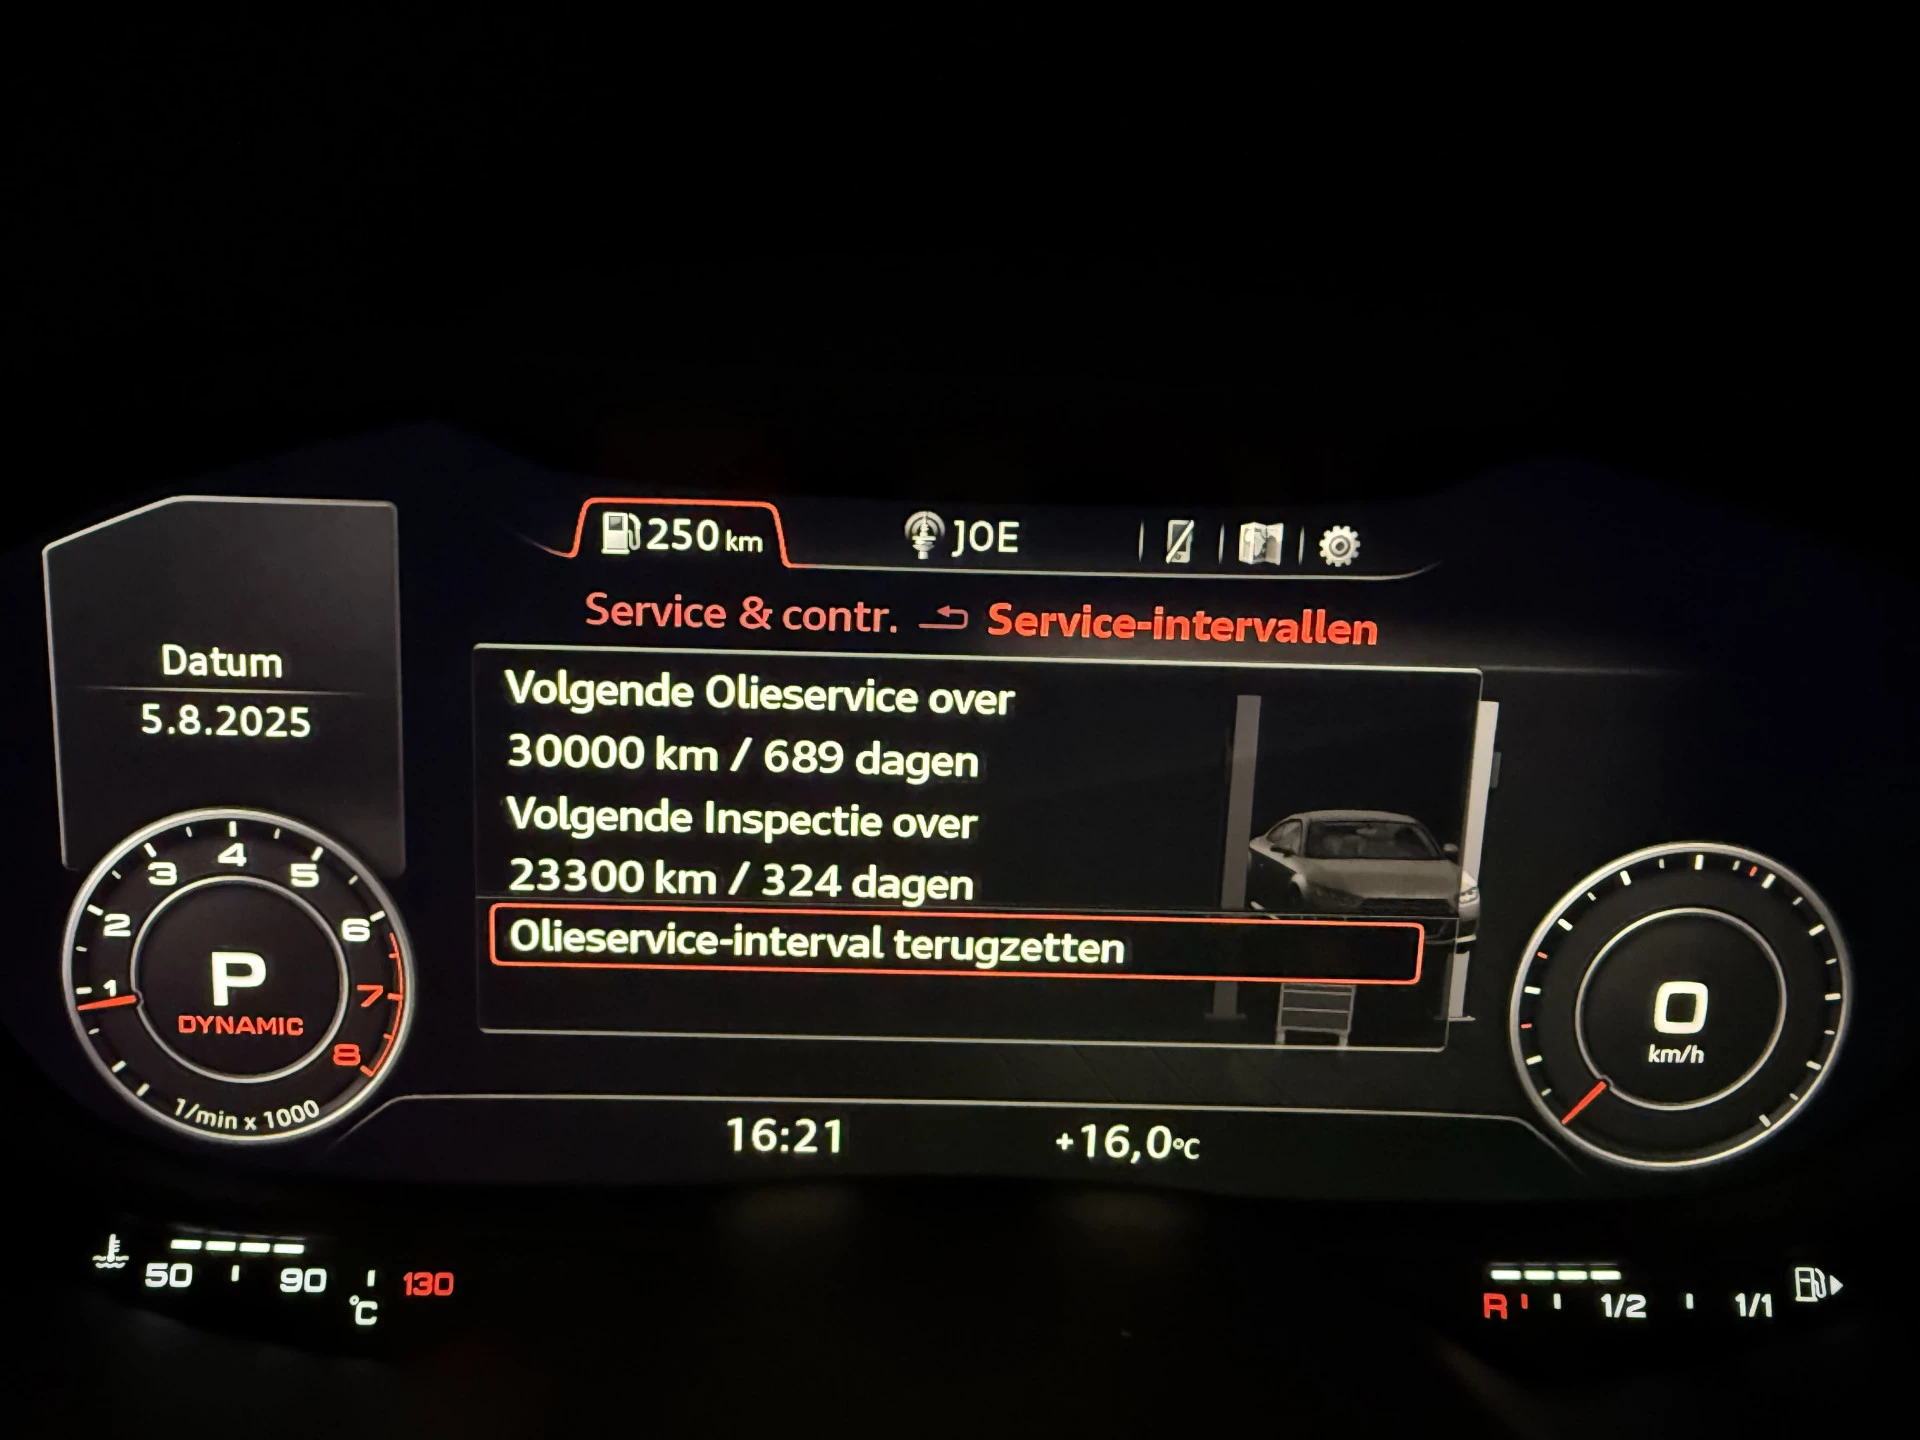 250 km
JOE
Service & contr. Service-intervallen
Datum
5.8.2025
Volgende Olieservice over
30000 km / 689 dagen
Volgende Inspectie over
23300 km / 324 dagen
Olieservice-interval terugzetten
1 2 3 4 5 6 7 8
P
DYNAMIC
1/min x 1000
0
km/h
16:21
+16,0°C
50 90 130
°C
R 1/2 1/1